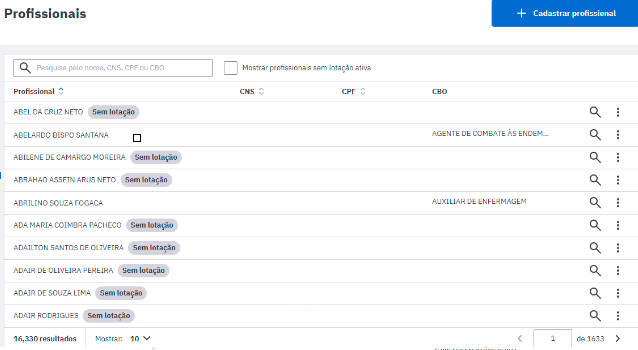 Profissionais
Cadastrar profissional
Pesquise pelo nome, CNS, CPF ou CBO
Mostrar profissionais sem lotação ativa
Profissional CNS CPF CBO
ABEL DA CRUZ NETO Sem lotação
ABELARDO BISPO SANTANA AGENTE DE COMBATE ÀS ENDEM...
ABILENE DE CAMARGO MOREIRA Sem lotação
ABRAHAO ASSEIN ARUS NETO Sem lotação
ABRILINO SOUZA FOGACA AUXILIAR DE ENFERMAGEM
ADA MARIA COIMBRA PACHECO Sem lotação
ADAILTON SANTOS DE OLIVEIRA Sem lotação
ADAIR DE OLIVEIRA PEREIRA Sem lotação
ADAIR DE SOUZA LIMA Sem lotação
ADAIR RODRIGUES Sem lotação
16,330 resultados Mostrar: 10 1 de 1633